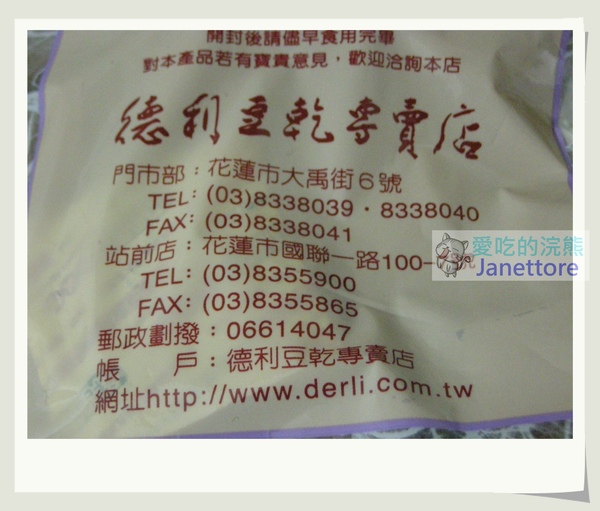 開封後請儘早食用完畢
對本產品若有寶貴意見，歡迎洽詢本店
德利豆乾專賣店
門市部：花蓮市大禹街6號
TEL: (03)8338039・8338040
FAX: (03)8338041
站前店：花蓮市國聯一路100-
TEL: (03)8355900
FAX: (03)8355865
郵政劃撥：06614047
帳　　戶：德利豆乾專賣店
網址http://www.derli.com.tw
愛吃的浣熊
Janettore